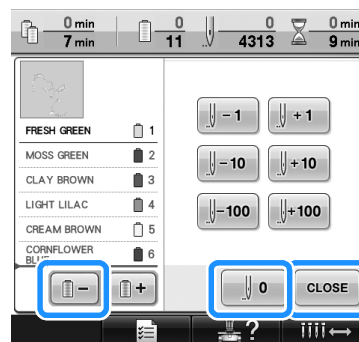 0 min 0 0 0 min
7 min 11 4313 9 min
FRESH GREEN 1
MOSS GREEN 2
CLAY BROWN 3
LIGHT LILAC 4
CREAM BROWN 5
CORNFLOWER
BLUE 6
-1 +1
-10 +10
-100 +100
- + 0 CLOSE
?